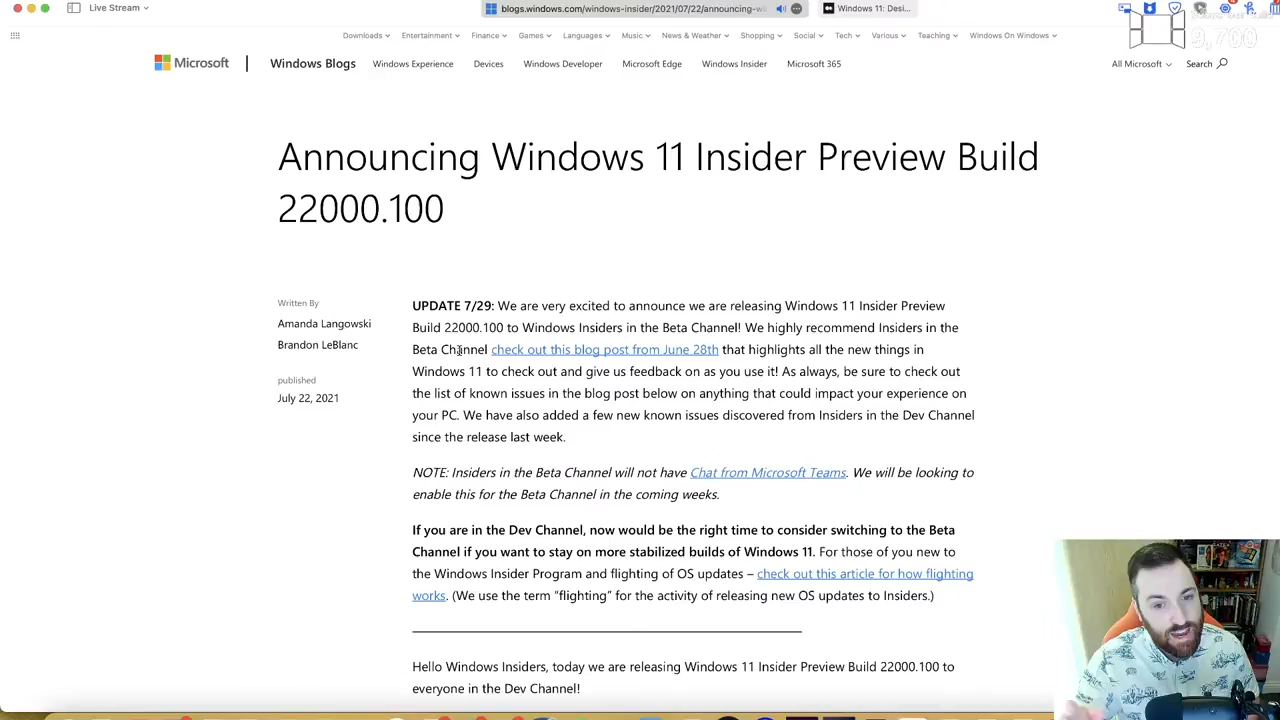 Live Stream
blogs.windows.com/windows-insider/2021/07/22/announcing-wi
Windows 11: Desi...
9,700
Downloads Entertainment Finance Games Languages Music News & Weather Shopping Social Tech Various Teaching Windows On Windows
Microsoft Windows Blogs Windows Experience Devices Windows Developer Microsoft Edge Windows Insider Microsoft 365 All Microsoft Search
Announcing Windows 11 Insider Preview Build
22000.100
Written By
Amanda Langowski
Brandon LeBlanc
published
July 22, 2021
UPDATE 7/29: We are very excited to announce we are releasing Windows 11 Insider Preview
Build 22000.100 to Windows Insiders in the Beta Channel! We highly recommend Insiders in the
Beta Channel check out this blog post from June 28th that highlights all the new things in
Windows 11 to check out and give us feedback on as you use it! As always, be sure to check out
the list of known issues in the blog post below on anything that could impact your experience on
your PC. We have also added a few new known issues discovered from Insiders in the Dev Channel
since the release last week.
NOTE: Insiders in the Beta Channel will not have Chat from Microsoft Teams. We will be looking to
enable this for the Beta Channel in the coming weeks.
If you are in the Dev Channel, now would be the right time to consider switching to the Beta
Channel if you want to stay on more stabilized builds of Windows 11. For those of you new to
the Windows Insider Program and flighting of OS updates – check out this article for how flighting
works. (We use the term “flighting” for the activity of releasing new OS updates to Insiders.)
Hello Windows Insiders, today we are releasing Windows 11 Insider Preview Build 22000.100 to
everyone in the Dev Channel!